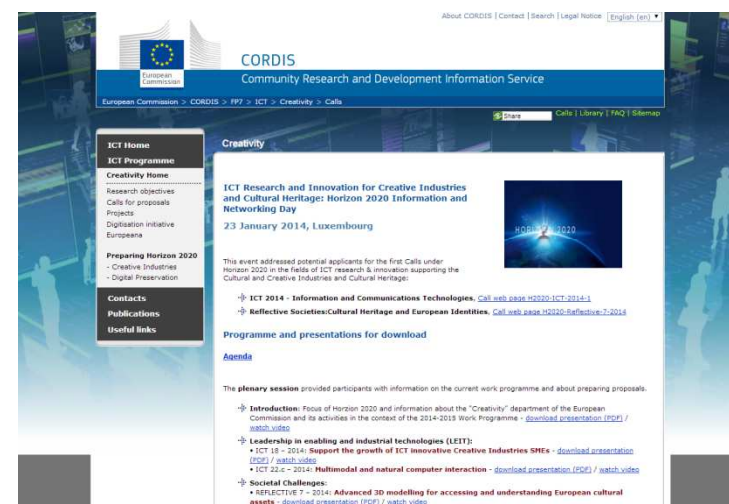 About CORDIS | Contact | Search | Legal Notice English (en)
European
Commission
CORDIS
Community Research and Development Information Service
European Commission > CORDIS > FP7 > ICT > Creativity > Calls
Share
Calls | Library | FAQ | Sitemap
ICT Home
ICT Programme
Creativity Home
Research objectives
Calls for proposals
Projects
Digitisation initiative
Europeana
Preparing Horizon 2020
- Creative Industries
- Digital Preservation
Contacts
Publications
Useful links
Creativity
ICT Research and Innovation for Creative Industries
and Cultural Heritage: Horizon 2020 Information and
Networking Day
23 January 2014, Luxembourg
HORIZON 2020
This event addressed potential applicants for the first Calls under
Horizon 2020 in the fields of ICT research & innovation supporting the
Cultural and Creative Industries and Cultural Heritage:
ICT 2014 - Information and Communications Technologies, Call web page H2020-ICT-2014-1
Reflective Societies:Cultural Heritage and European Identities, Call web page H2020-Reflective-7-2014
Programme and presentations for download
Agenda
The plenary session provided participants with information on the current work programme and about preparing proposals.
Introduction: Focus of Horzion 2020 and information about the "Creativity" department of the European
Commission and its activities in the context of the 2014-2015 Work Programme - download presentation (PDF) /
watch video
Leadership in enabling and industrial technologies (LEIT):
• ICT 18 - 2014: Support the growth of ICT innovative Creative Industries SMEs - download presentation
(PDF) / watch video
• ICT 22.c - 2014: Multimodal and natural computer interaction - download presentation (PDF) / watch video
Societal Challenges:
• REFLECTIVE 7 - 2014: Advanced 3D modelling for accessing and understanding European cultural
assets - download presentation (PDF) / watch video